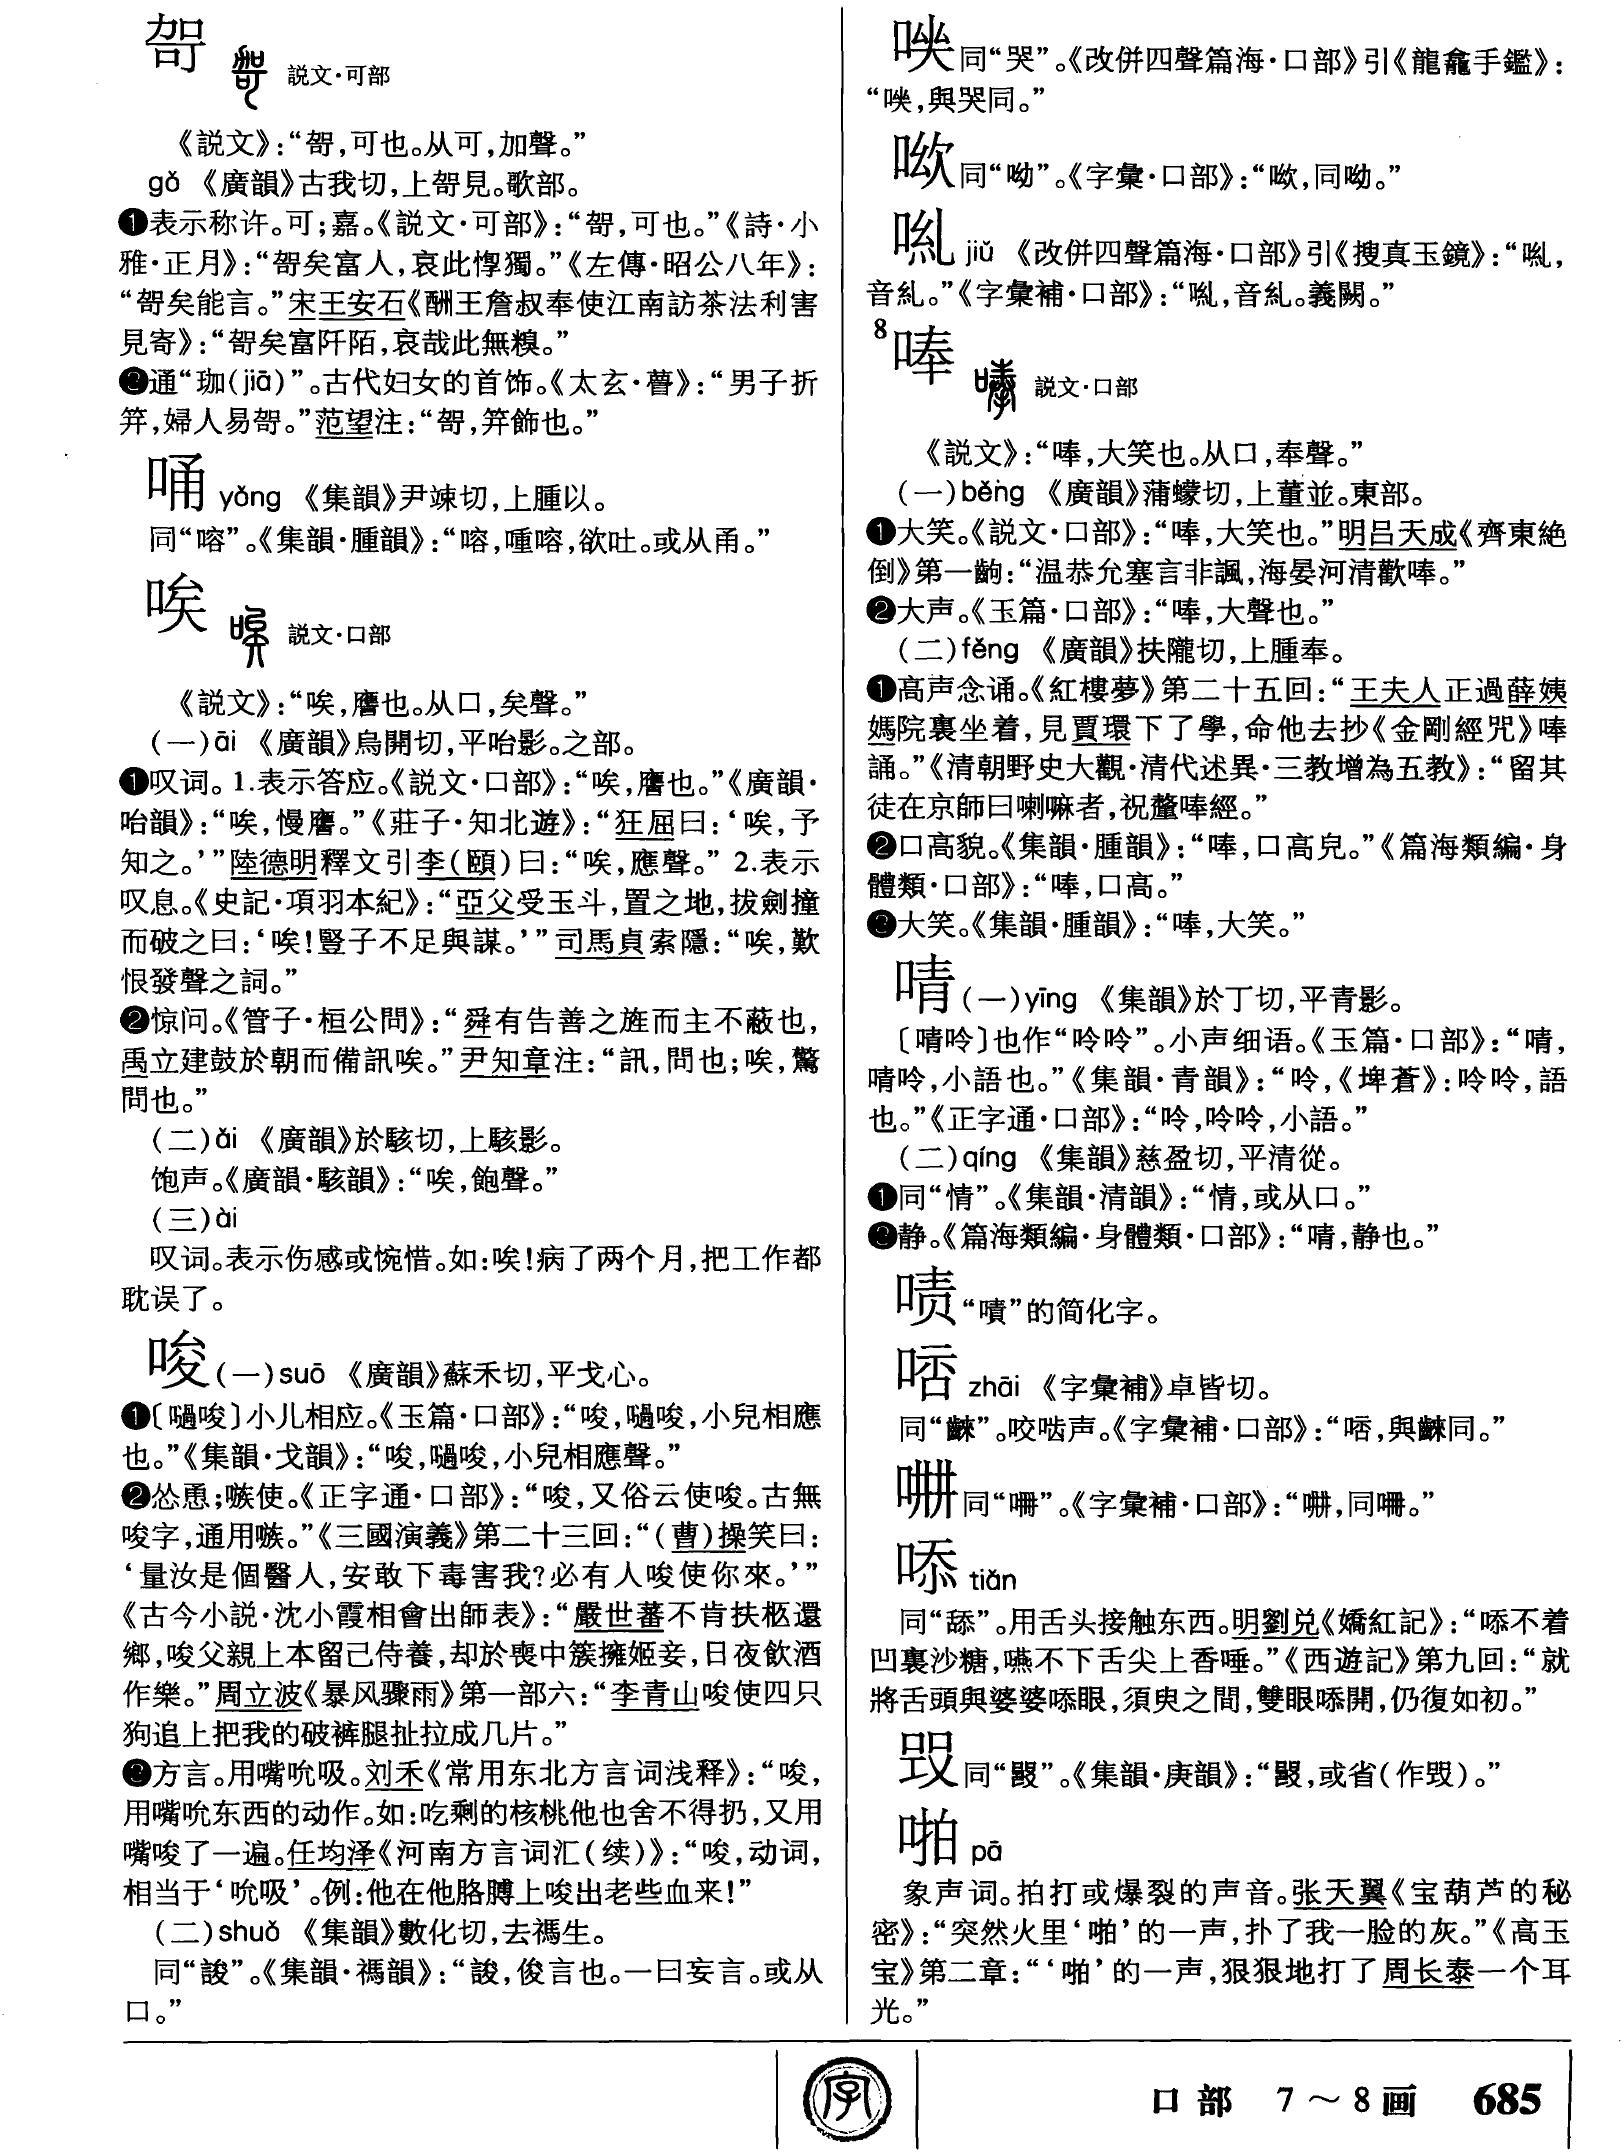 哿 説文·可部
《説文》：“哿，可也。从可，加聲。”
gǒ 《廣韻》古我切，上哿見。歌部。
❶表示称许。可；嘉。《説文·可部》：“哿，可也。”《詩·小
雅·正月》：“哿矣富人，哀此惸獨。”《左傳·昭公八年》：
“哿矣能言。”宋王安石《酬王詹叔奉使江南訪茶法利害
見寄》：“哿矣富阡陌，哀哉此無糗。”
❷通“珈(jiā)”。古代妇女的首饰。《太玄·瞢》：“男子折
笄，婦人易哿。”范望注：“哿，笄飾也。”
唃 yǒng 《集韻》尹竦切，上腫以。
同“嗈”。《集韻·腫韻》：“嗈，喠嗈，欲吐。或从甬。”
唉 説文·口部
《説文》：“唉，䧹也。从口，矣聲。”
(一)āi 《廣韻》烏開切，平咍影。之部。
❶叹词。1.表示答应。《説文·口部》：“唉，䧹也。”《廣韻·
咍韻》：“唉，慢䧹。”《莊子·知北遊》：“狂屈曰：‘唉，予
知之。’”陸德明釋文引李(頤)曰：“唉，應聲。” 2.表示
叹息。《史記·項羽本紀》：“亞父受玉斗，置之地，拔劍撞
而破之曰：‘唉！豎子不足與謀。’”司馬貞索隱：“唉，歎
恨發聲之詞。”
❷惊问。《管子·桓公問》：“舜有告善之旌而主不蔽也，
禹立建鼓於朝而備訊唉。”尹知章注：“訊，問也；唉，驚
問也。”
(二)ǎi 《廣韻》於駭切，上駭影。
饱声。《廣韻·駭韻》：“唉，飽聲。”
(三)ài
叹词。表示伤感或惋惜。如：唉！病了两个月，把工作都
耽误了。
唆(一)suō 《廣韻》蘇禾切，平戈心。
❶〔嗺唆〕小儿相应。《玉篇·口部》：“唆，嗺唆，小兒相應
也。”《集韻·戈韻》：“唆，嗺唆，小兒相應聲。”
❷怂恿；嗾使。《正字通·口部》：“唆，又俗云使唆。古無
唆字，通用嗾。”《三國演義》第二十三回：“(曹)操笑曰：
‘量汝是個醫人，安敢下毒害我？必有人唆使你來。’”
《古今小説·沈小霞相會出師表》：“嚴世蕃不肯扶柩還
鄉，唆父親上本留己侍養，却於喪中簇擁姬妾，日夜飲酒
作樂。”周立波《暴风骤雨》第一部六：“李青山唆使四只
狗追上把我的破裤腿扯拉成几片。”
❸方言。用嘴吮吸。刘禾《常用东北方言词浅释》：“唆，
用嘴吮东西的动作。如：吃剩的核桃他也舍不得扔，又用
嘴唆了一遍。任均泽《河南方言词汇(续)》：“唆，动词，
相当于‘吮吸’。例：他在他胳膊上唆出老些血来！”
(二)shuǒ 《集韻》數化切，去禡生。
同“誜”。《集韻·禡韻》：“誜，俊言也。一曰妄言。或从
口。”
同“哭”。《改併四聲篇海·口部》引《龍龕手鑑》：
“，與哭同。”
同“呦”。《字彙·口部》：“，同呦。”
jiǔ 《改併四聲篇海·口部》引《搜真玉鏡》：“，
音糺。”《字彙補·口部》：“，音糺。義闕。”
8
唪 説文·口部
《説文》：“唪，大笑也。从口，奉聲。”
(一)běng 《廣韻》蒲蠓切，上董並。東部。
❶大笑。《説文·口部》：“唪，大笑也。”明吕天成《齊東絶
倒》第一齣：“温恭允塞言非諷，海晏河清歡唪。”
❷大声。《玉篇·口部》：“唪，大聲也。”
(二)fěng 《廣韻》扶隴切，上腫奉。
❶高声念诵。《紅樓夢》第二十五回：“王夫人正過薛姨
媽院裏坐着，見賈環下了學，命他去抄《金剛經咒》唪
誦。”《清朝野史大觀·清代述異·三教增為五教》：“留其
徒在京師曰喇嘛者，祝釐唪經。”
❷口高貌。《集韻·腫韻》：“唪，口高皃。”《篇海類編·身
體類·口部》：“唪，口高。”
❸大笑。《集韻·腫韻》：“唪，大笑。”
啨(一)yīng 《集韻》於丁切，平青影。
〔啨呤〕也作“呤呤”。小声细语。《玉篇·口部》：“啨，
啨呤，小語也。”《集韻·青韻》：“呤，《埤蒼》：呤呤，語
也。”《正字通·口部》：“呤，呤呤，小語。”
(二)qíng 《集韻》慈盈切，平清從。
❶同“情”。《集韻·清韻》：“情，或从口。”
❷静。《篇海類編·身體類·口部》：“啨，静也。”
啧“嘖”的简化字。
zhāi 《字彙補》卓皆切。
同“”。咬啮声。《字彙補·口部》：“，與同。”
同“㗂”。《字彙補·口部》：“，同。”
㖭 tiǎn
同“舔”。用舌头接触东西。明劉兑《嬌紅記》：“㖭不着
凹裏沙糖，嚥不下舌尖上香唾。”《西遊記》第九回：“就
將舌頭與婆婆㖭眼，須臾之間，雙眼㖭開，仍復如初。”
同“㗲”。《集韻·庚韻》：“，或省(作)。”
啪 pā
象声词。拍打或爆裂的声音。张天翼《宝葫芦的秘
密》：“突然火里‘啪’的一声，扑了我一脸的灰。”《高玉
宝》第二章：“‘啪’的一声，狠狠地打了周长泰一个耳
光。”
字
口部 7～8画 685